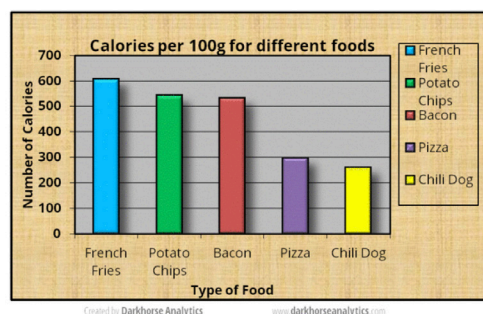 Calories per 100g for different foods
Number of Calories
700
600
500
400
300
200
100
0
French
Fries
Potato
Chips
Bacon
Pizza
Chili Dog
Type of Food
French
Fries
Potato
Chips
Bacon
Pizza
Chili Dog
Created by Darkhorse Analytics
www.darkhorseanalytics.com